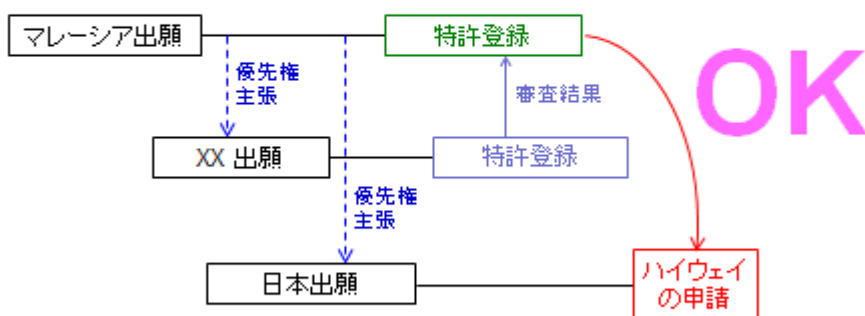 マレーシア出願
特許登録
OK
優先権
主張
審査結果
XX 出願
特許登録
優先権
主張
日本出願
ハイウェイ
の申請